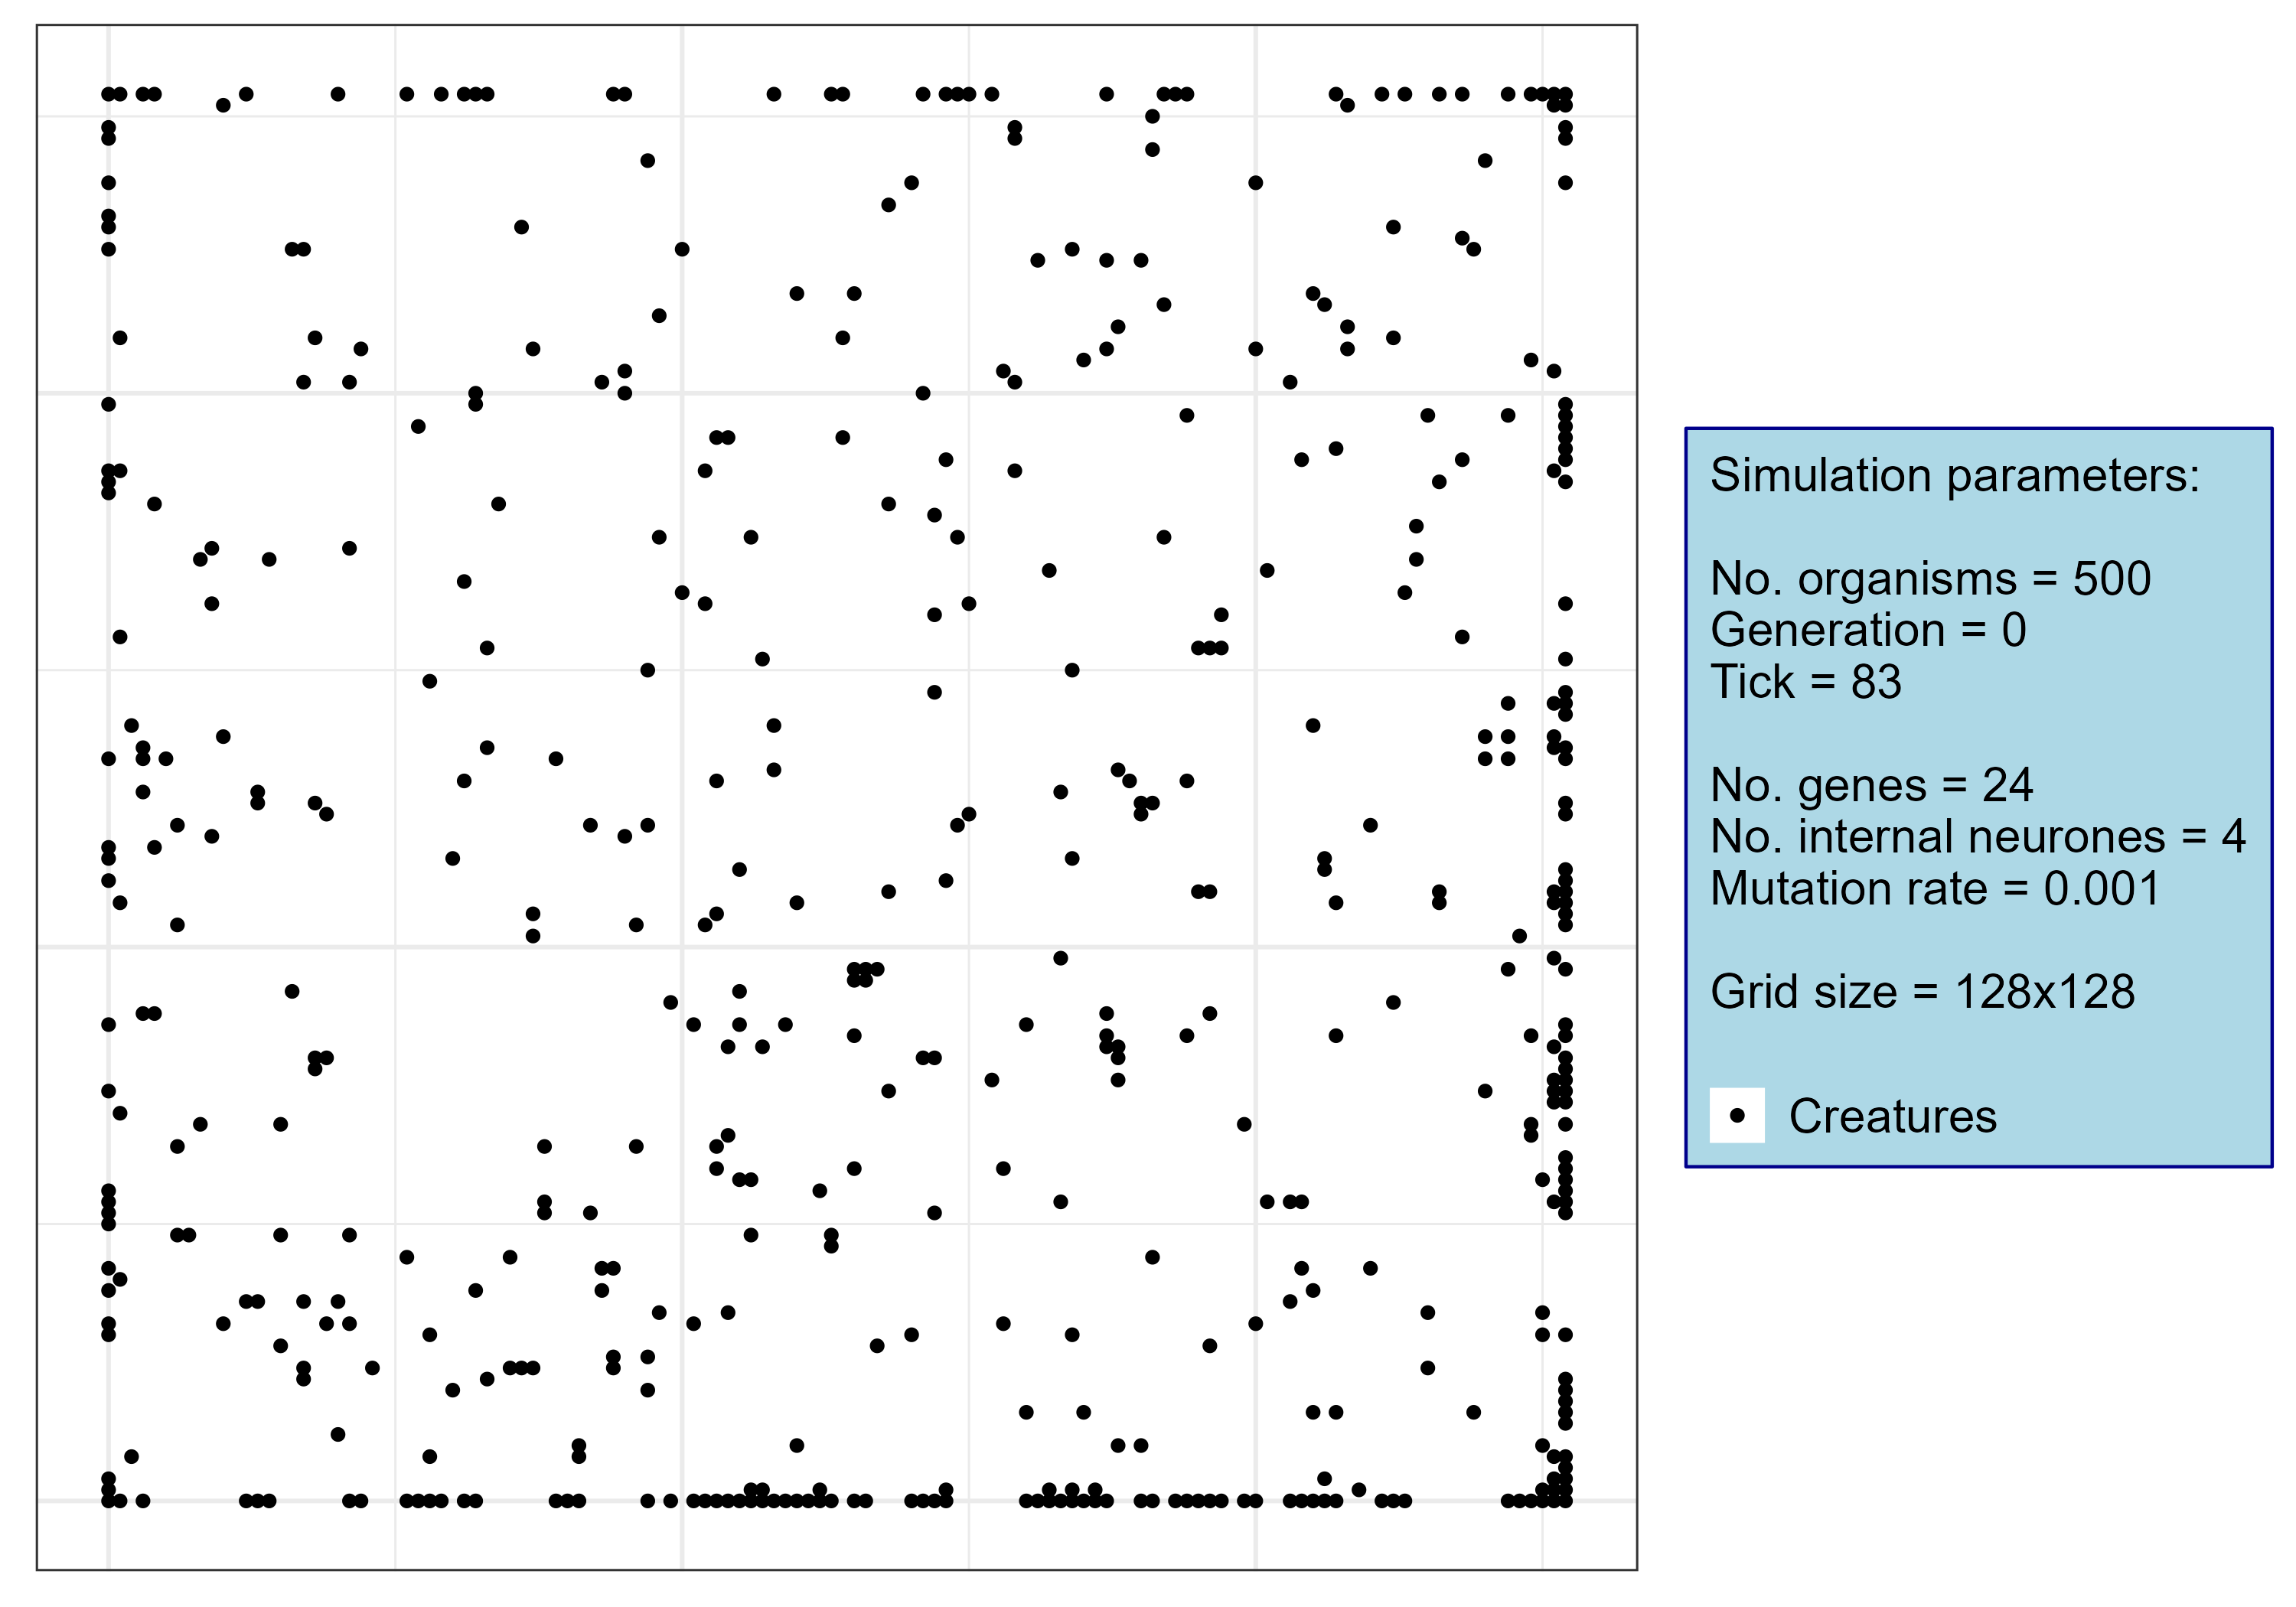 Simulation parameters:
No. organisms = 500
Generation = 0
Tick = 83
No. genes = 24
No. internal neurones = 4
Mutation rate = 0.001
Grid size = 128x128
Creatures